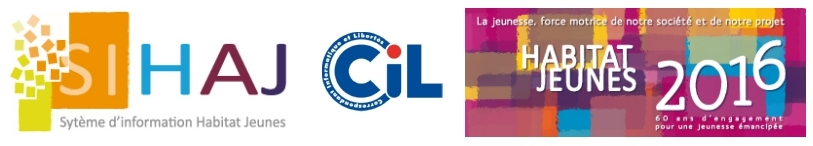 SIHAJ
Sytème d'information Habitat Jeunes
Correspondant Informatique et Libertés
CiL
La jeunesse, force motrice de notre société et de notre projet
HABITAT
JEUNES
2016
60 ans d'engagement
pour une jeunesse émancipée